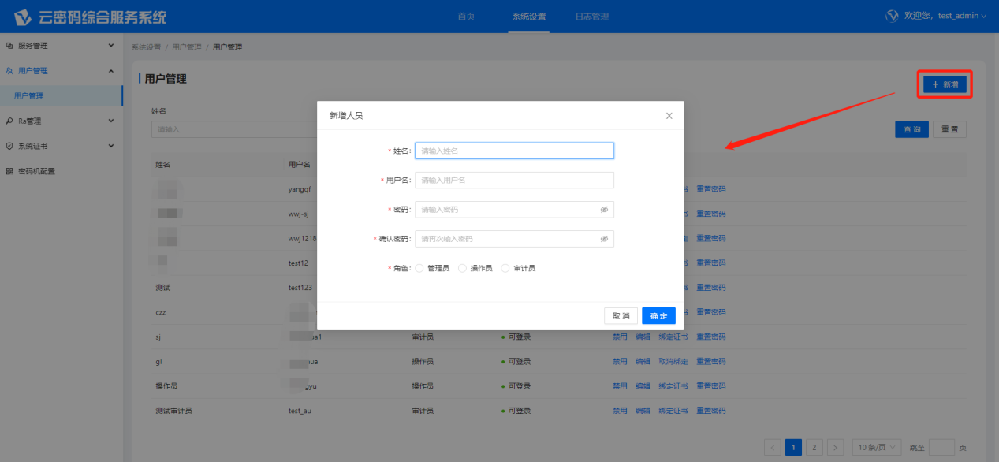 云密码综合服务系统 首页 系统设置 日志管理 欢迎您, test_admin
服务管理
用户管理
用户管理
Ra管理
系统证书
密码机配置
系统设置 / 用户管理 / 用户管理
用户管理
+ 新增
姓名
请输入
查 询 重 置
姓名 用户名
yangqf 重置密码
wwj-sj 重置密码
wwj1218 重置密码
test12 重置密码
测试 test123 重置密码
czz 重置密码
sj a1 审计员 可登录 禁用 编辑 绑定证书 重置密码
gl ua 操作员 可登录 禁用 编辑 取消绑定 重置密码
操作员 gyu 操作员 可登录 禁用 编辑 绑定证书 重置密码
测试审计员 test_au 审计员 可登录 禁用 编辑 绑定证书 重置密码
< 1 2 > 10 条/页 跳至 页
新增人员
* 姓名: 请输入姓名
* 用户名: 请输入用户名
* 密码: 请输入密码
* 确认密码: 请再次输入密码
* 角色: 管理员 操作员 审计员
取 消 确 定